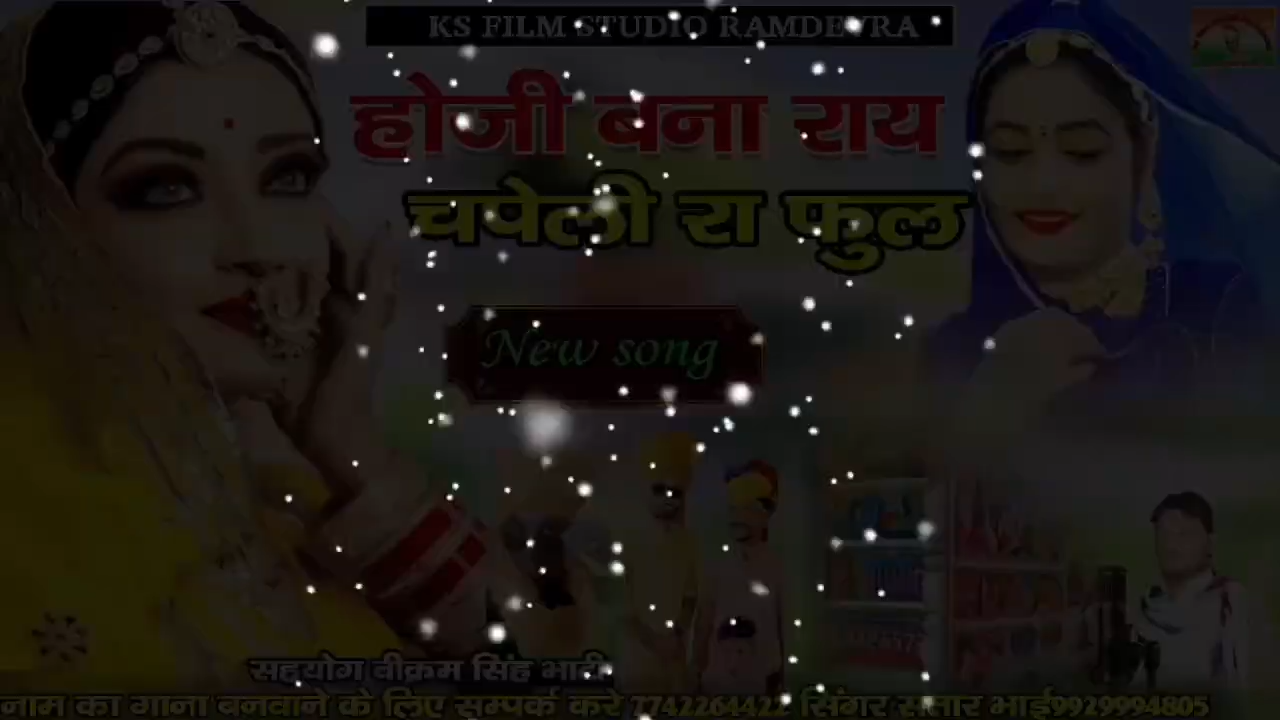 KS FILM STUDIO RAMDEVRA
होजी बना राय
चपेली रा फुल
New song
सहयोग वीक्रम सिंह भाटी
नाम का गाना बनवाने के लिए सम्पर्क करे 7742264422 सिंगर सतार भाई9929994805